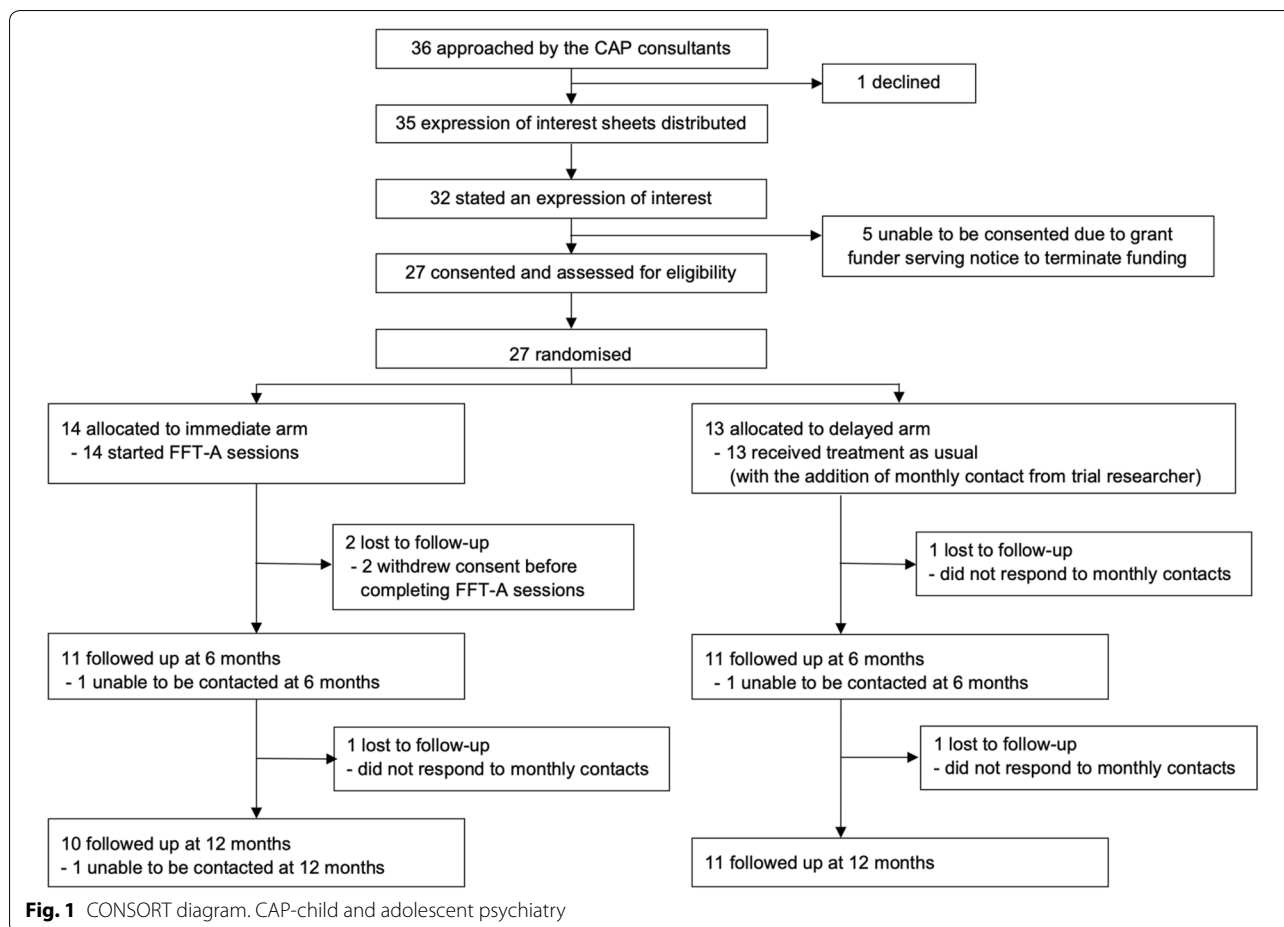 36 approached by the CAP consultants
1 declined
35 expression of interest sheets distributed
32 stated an expression of interest
5 unable to be consented due to grant
funder serving notice to terminate funding
27 consented and assessed for eligibility
27 randomised
14 allocated to immediate arm
- 14 started FFT-A sessions
13 allocated to delayed arm
- 13 received treatment as usual
(with the addition of monthly contact from trial researcher)
2 lost to follow-up
- 2 withdrew consent before
completing FFT-A sessions
1 lost to follow-up
- did not respond to monthly contacts
11 followed up at 6 months
- 1 unable to be contacted at 6 months
11 followed up at 6 months
- 1 unable to be contacted at 6 months
1 lost to follow-up
- did not respond to monthly contacts
1 lost to follow-up
- did not respond to monthly contacts
10 followed up at 12 months
- 1 unable to be contacted at 12 months
11 followed up at 12 months
Fig. 1 CONSORT diagram. CAP-child and adolescent psychiatry